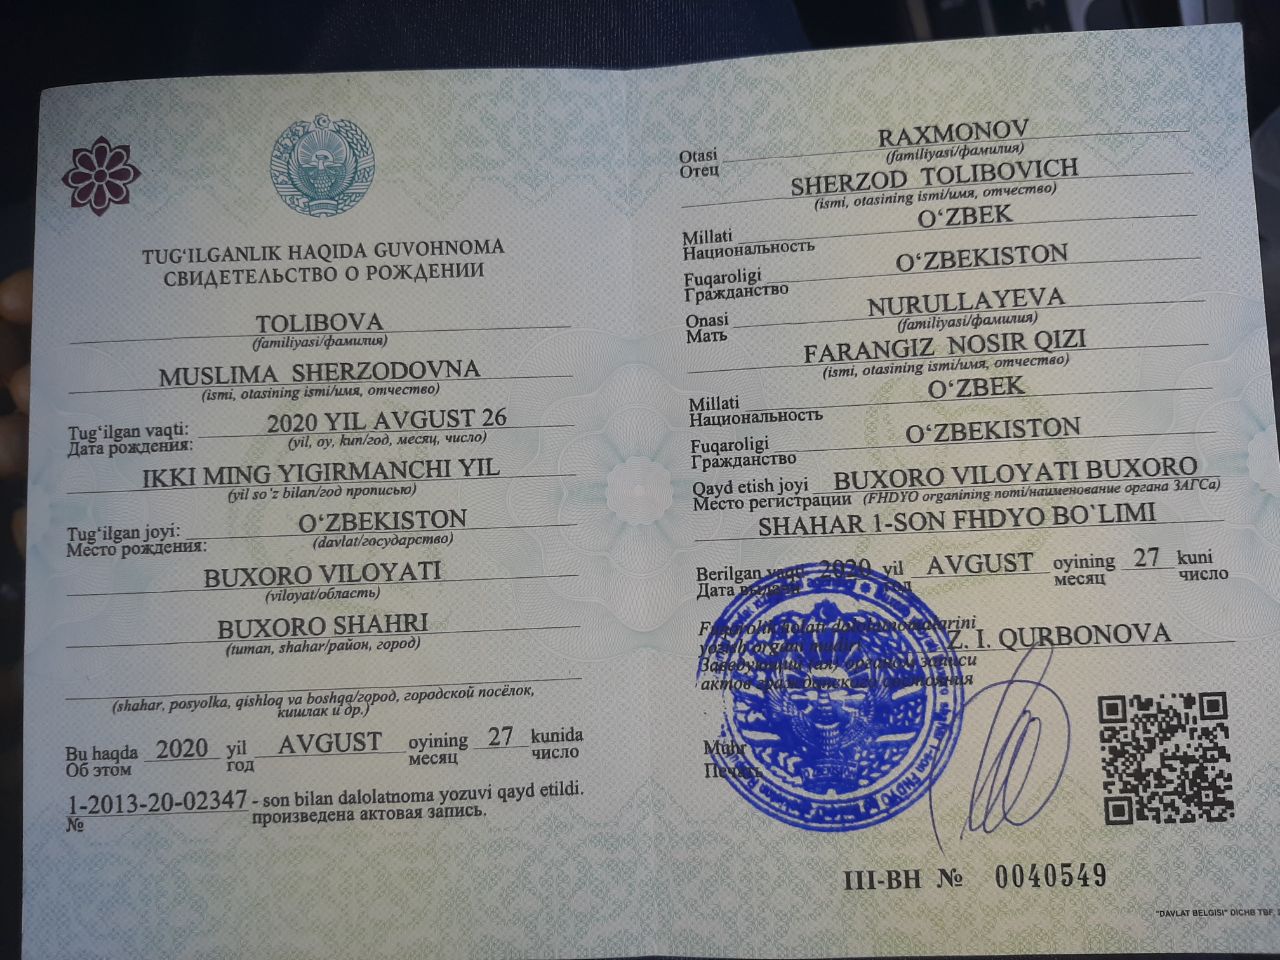 TUG‘ILGANLIK HAQIDA GUVOHNOMA
СВИДЕТЕЛЬСТВО О РОЖДЕНИИ
TOLIBOVA
(familiyasi/фамилия)
MUSLIMA SHERZODOVNA
(ismi, otasining ismi/имя, отчество)
Tug‘ilgan vaqti: 2020 YIL AVGUST 26
Дата рождения: (yil, oy, kun/год, месяц, число)
IKKI MING YIGIRMANCHI YIL
(yil so‘z bilan/год прописью)
Tug‘ilgan joyi: O‘ZBEKISTON
Место рождения: (davlat/государство)
BUXORO VILOYATI
(viloyat/область)
BUXORO SHAHRI
(tuman, shahar/район, город)
(shahar, posyolka, qishloq va boshqa/город, городской посёлок,
кишлак и др.)
Bu haqda 2020 yil AVGUST oyining 27 kunida
Об этом год месяц число
1-2013-20-02347 - son bilan dalolatnoma yozuvi qayd etildi.
№ произведена актовая запись.
Otasi RAXMONOV
Отец (familiyasi/фамилия)
SHERZOD TOLIBOVICH
(ismi, otasining ismi/имя, отчество)
Millati O‘ZBEK
Национальность
Fuqaroligi O‘ZBEKISTON
Гражданство
Onasi NURULLAYEVA
Мать (familiyasi/фамилия)
FARANGIZ NOSIR QIZI
(ismi, otasining ismi/имя, отчество)
Millati O‘ZBEK
Национальность
Fuqaroligi O‘ZBEKISTON
Гражданство
Qayd etish joyi BUXORO VILOYATI BUXORO
Место регистрации (FHDYO organining nomi/наименование органа ЗАГСа)
SHAHAR 1-SON FHDYO BO`LIMI
Berilgan vaqti 2020 yil AVGUST oyining 27 kuni
Дата выдачи год месяц число
Fuqarolik holati dalolatnomalarini
yozish organi mudiri Z. I. QURBONOVA
Заведующий (ая) органом записи
актов гражданского состояния
Muhr
Печать
III-BH № 0040549
"DAVLAT BELGISI" DICHB TBF,